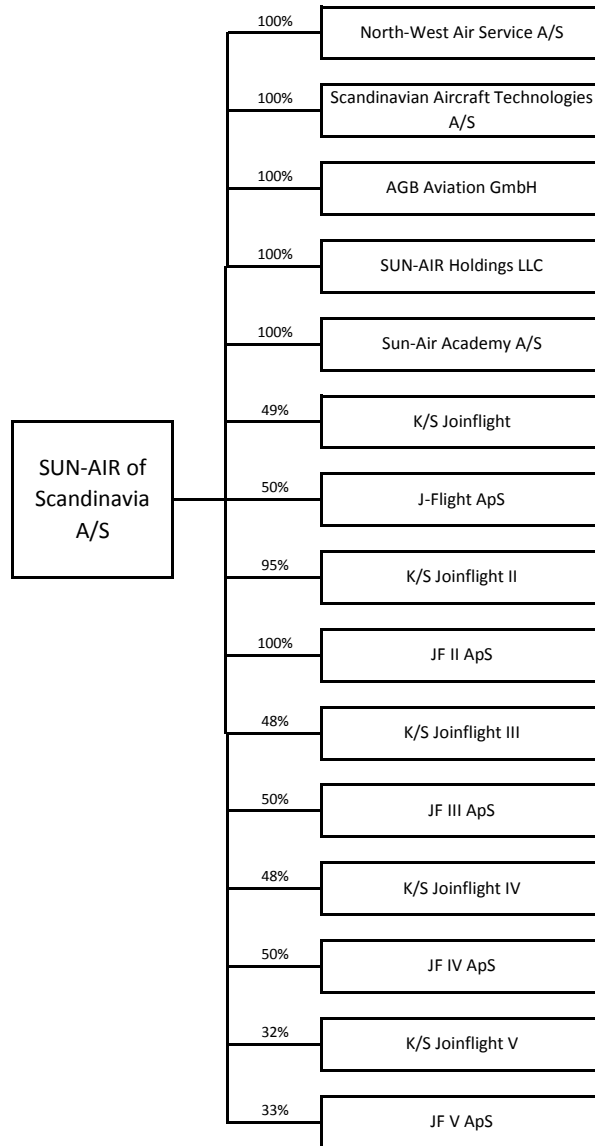 100%
North-West Air Service A/S
100%
Scandinavian Aircraft Technologies
A/S
100%
AGB Aviation GmbH
100%
SUN-AIR Holdings LLC
100%
Sun-Air Academy A/S
49%
K/S Joinflight
SUN-AIR of
Scandinavia
A/S
50%
J-Flight ApS
95%
K/S Joinflight II
100%
JF II ApS
48%
K/S Joinflight III
50%
JF III ApS
48%
K/S Joinflight IV
50%
JF IV ApS
32%
K/S Joinflight V
33%
JF V ApS